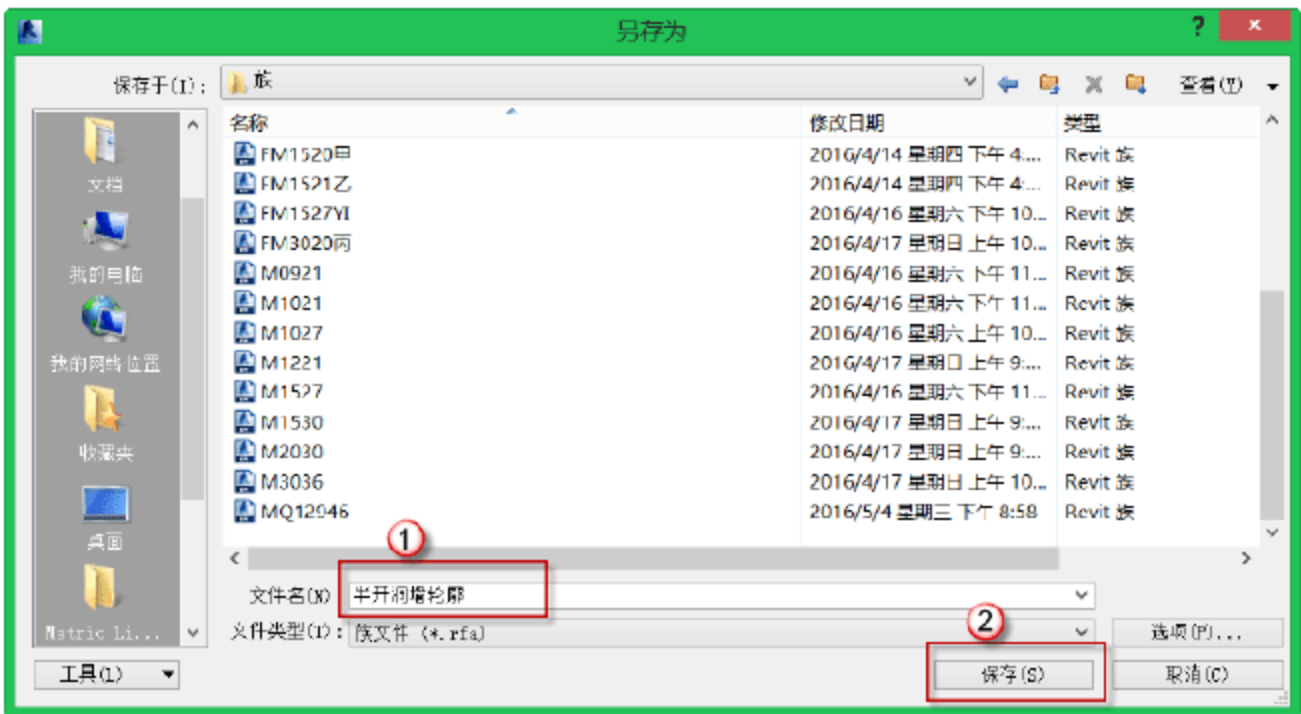 另存为
?
×
保存于(I):
族
查看(V)
名称
修改日期
类型
FM1520甲
2016/4/14 星期四 下午 4:...
Revit 族
FM1521乙
2016/4/14 星期四 下午 4:...
Revit 族
FM1527YI
2016/4/16 星期六 下午 10...
Revit 族
FM3020丙
2016/4/17 星期日 上午 10...
Revit 族
M0921
2016/4/16 星期六 下午 11...
Revit 族
M1021
2016/4/16 星期六 下午 11...
Revit 族
M1027
2016/4/16 星期六 上午 10...
Revit 族
M1221
2016/4/17 星期日 上午 9:...
Revit 族
M1527
2016/4/16 星期六 下午 11...
Revit 族
M1530
2016/4/17 星期日 上午 9:...
Revit 族
M2030
2016/4/17 星期日 上午 9:...
Revit 族
M3036
2016/4/17 星期日 上午 10...
Revit 族
MQ12946
2016/5/4 星期三 下午 8:58
Revit 族
文档
我的电脑
我的网络位置
收藏夹
桌面
Metric Li...
1
文件名(N)
半开洞墙轮廓
文件类型(T):
族文件 (*.rfa)
2
选项(P)...
工具(L)
保存(S)
取消(C)